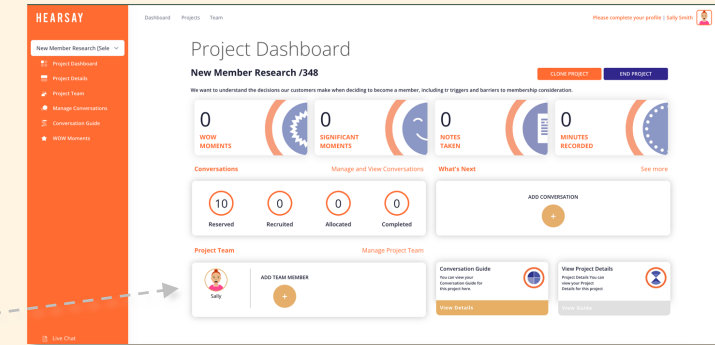 HEARSAY
Dashboard Projects Team
Please complete your profile | Sally Smith
New Member Research [Sele
Project Dashboard
Project Details
Project Team
Manage Conversations
Conversation Guide
WOW Moments
Live Chat
Project Dashboard
New Member Research /348
CLONE PROJECT
END PROJECT
We want to understand the decisions our customers make when deciding to become a member, including tr triggers and barriers to membership consideration.
0
WOW
MOMENTS
0
SIGNIFICANT
MOMENTS
0
NOTES
TAKEN
0
MINUTES
RECORDED
Conversations
Manage and View Conversations
10
Reserved
0
Recruited
0
Allocated
0
Completed
What's Next
See more
ADD CONVERSATION
+
Project Team
Manage Project Team
Sally
ADD TEAM MEMBER
+
Conversation Guide
You can view your
Conversation Guide for
this project here.
View Details
View Project Details
Project Details You can
view your Project
Details for this project
View Guide